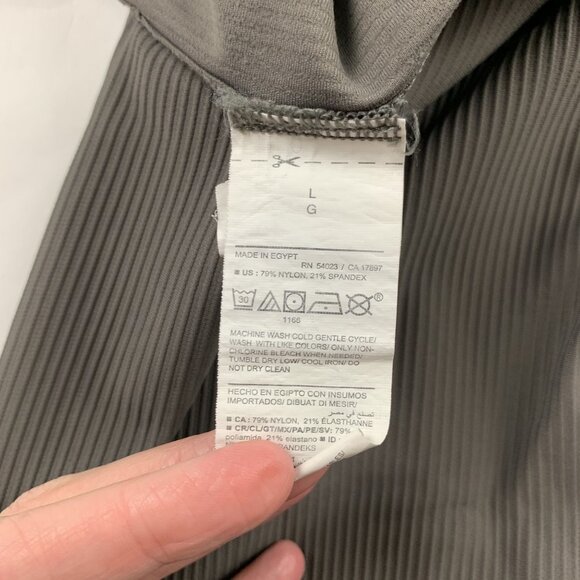 L
G
MADE IN EGYPT
RN 54023 / CA 17897
■ US : 79% NYLON, 21% SPANDEX
30
1166
MACHINE WASH COLD GENTLE CYCLE/
WASH WITH LIKE COLORS/ ONLY NON-
CHLORINE BLEACH WHEN NEEDED/
TUMBLE DRY LOW/ COOL IRON/ DO
NOT DRY CLEAN
HECHO EN EGIPTO CON INSUMOS
IMPORTADOS/ DIBUAT DI MESIR/
صنع في مصر
■ CA : 79% NYLON, 21% ÉLASTHANNE
■ CR/CL/GT/MX/PA/PE/SV: 79%
poliamida, 21% elastano ■ ID
SPANDEKS